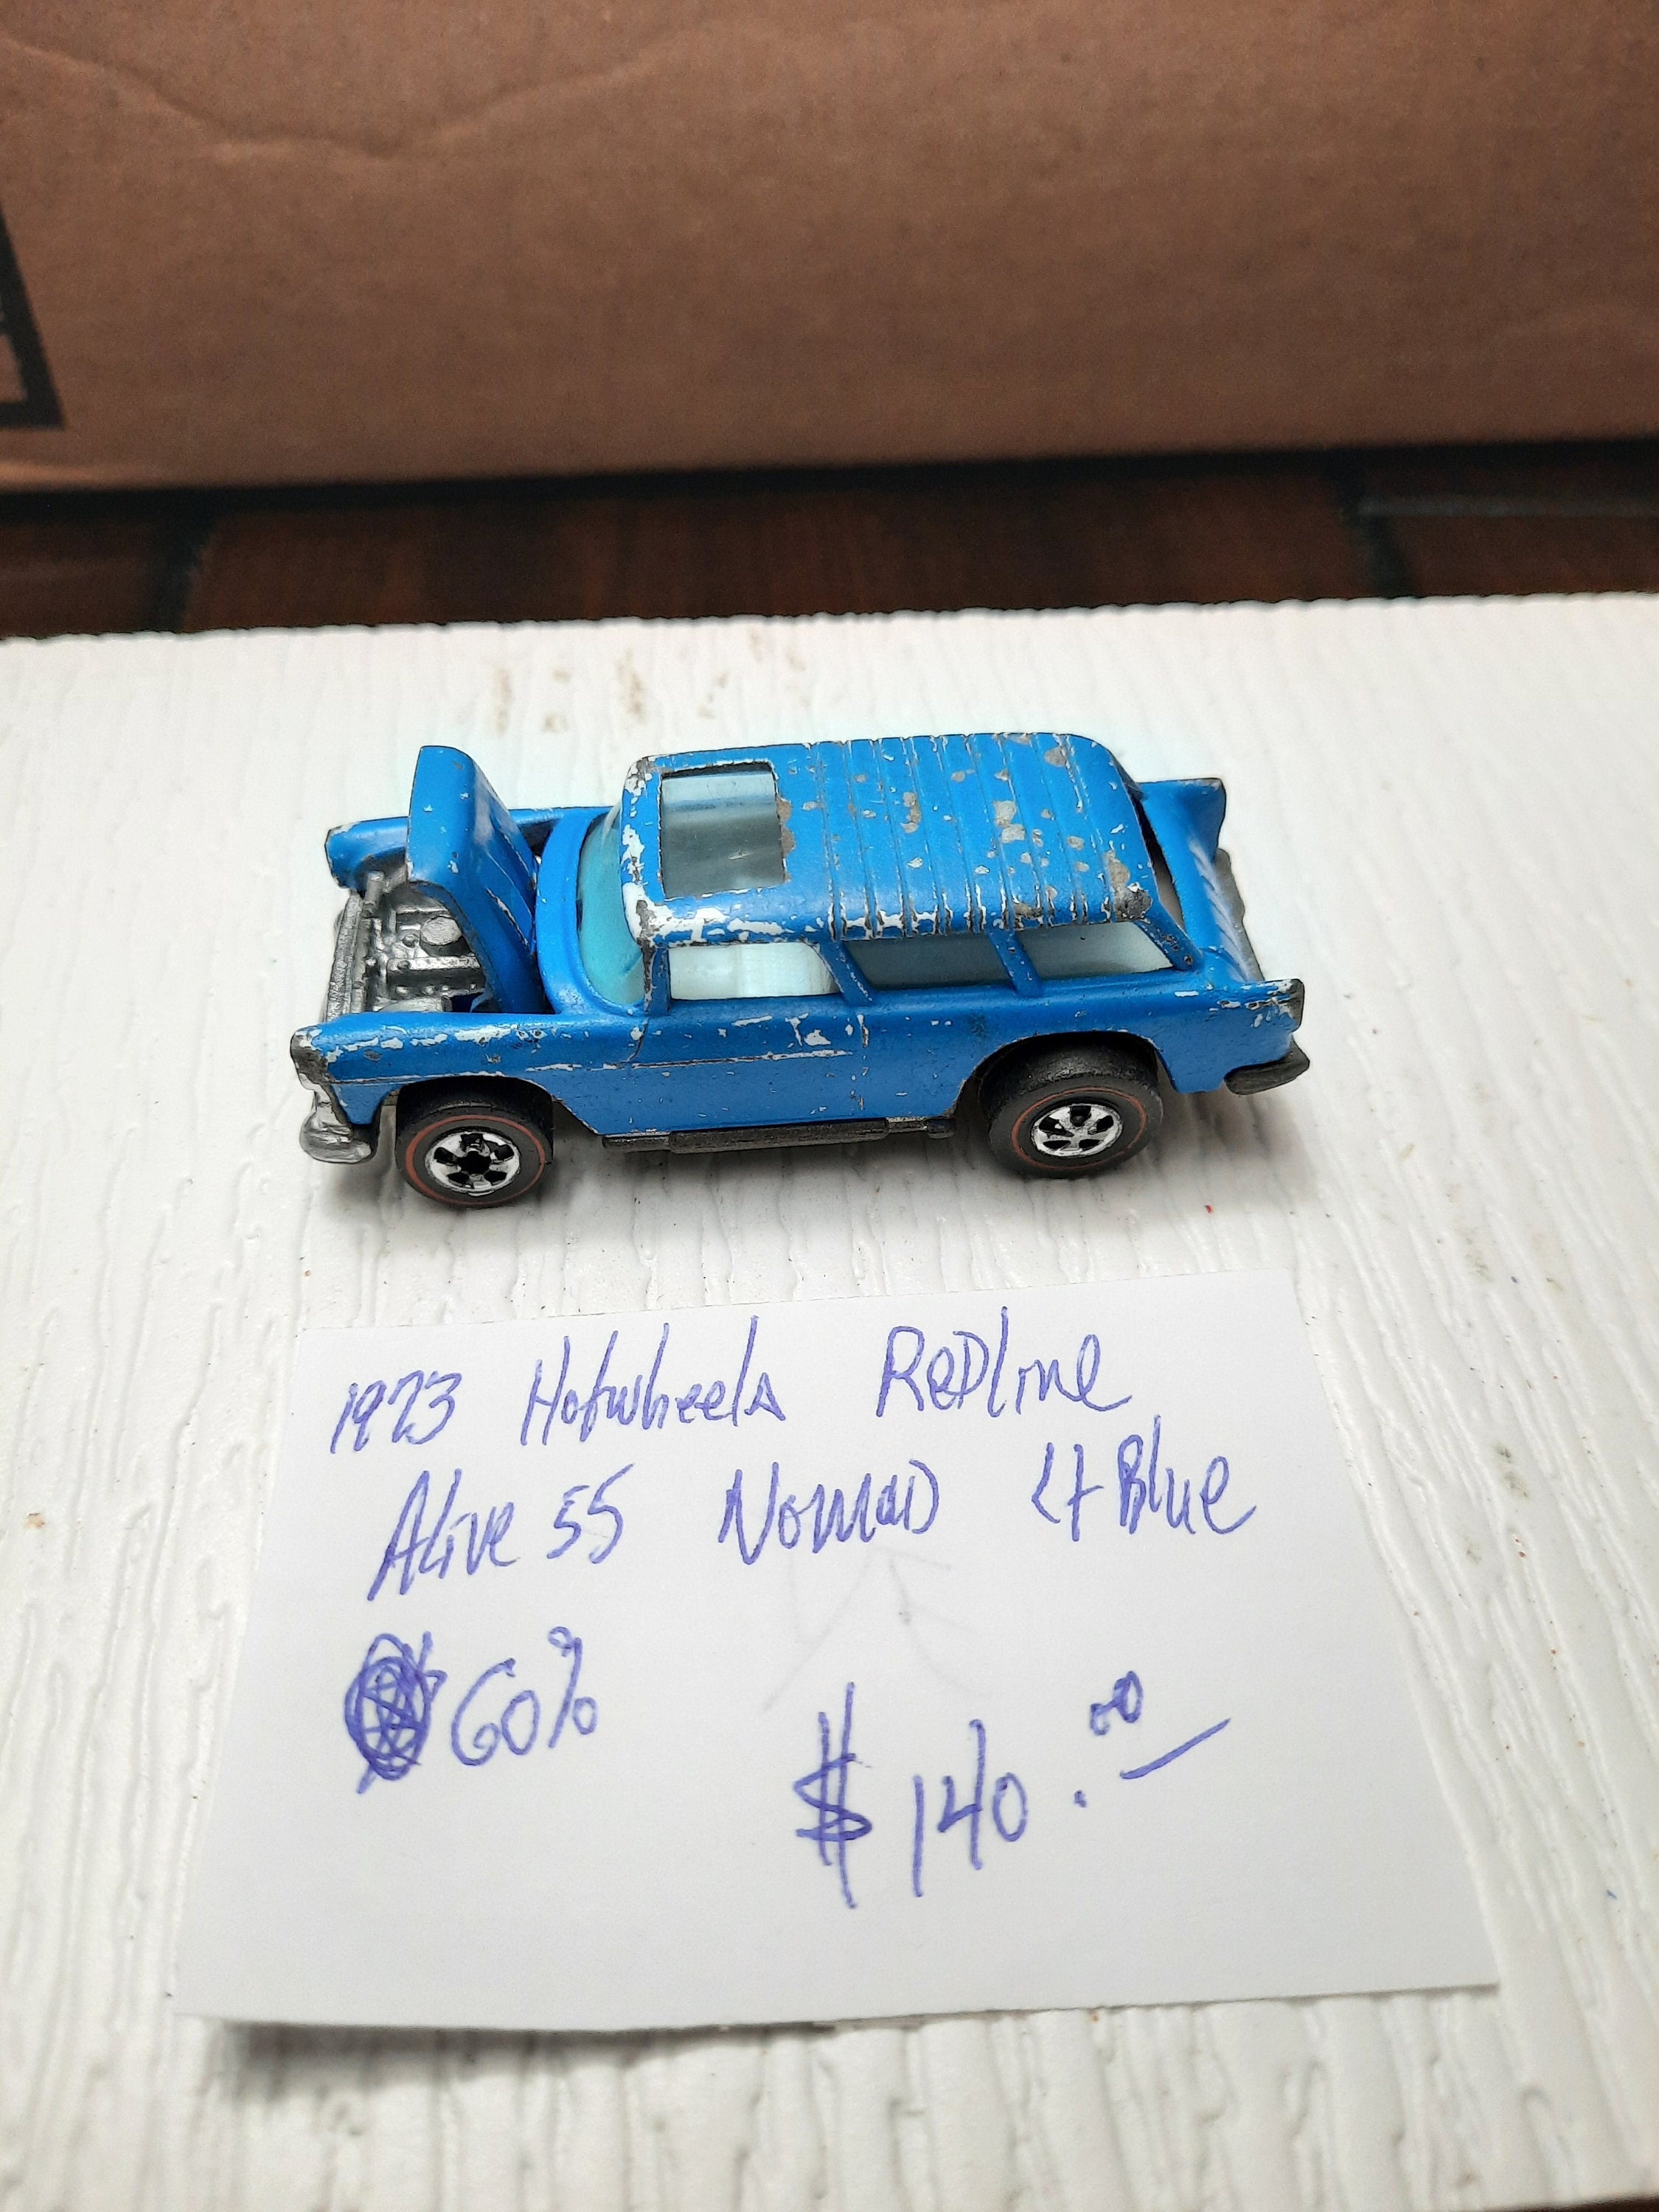 1973 Hotwheels Redline
Alive 55 Nomad Lt Blue
60%
$140.00